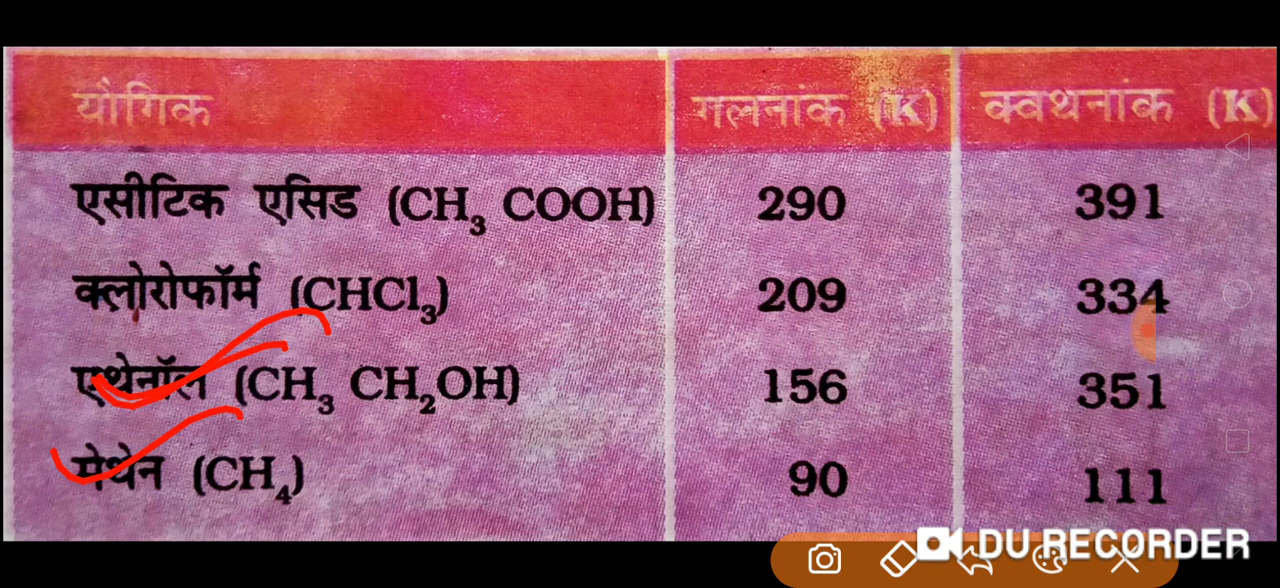 यौगिक गलनांक (K) क्वथनांक (K)
एसीटिक एसिड (CH₃ COOH) 290 391
क्लोरोफॉर्म (CHCl₃) 209 334
एथेनॉल (CH₃ CH₂OH) 156 351
मेथेन (CH₄) 90 111
DU RECORDER